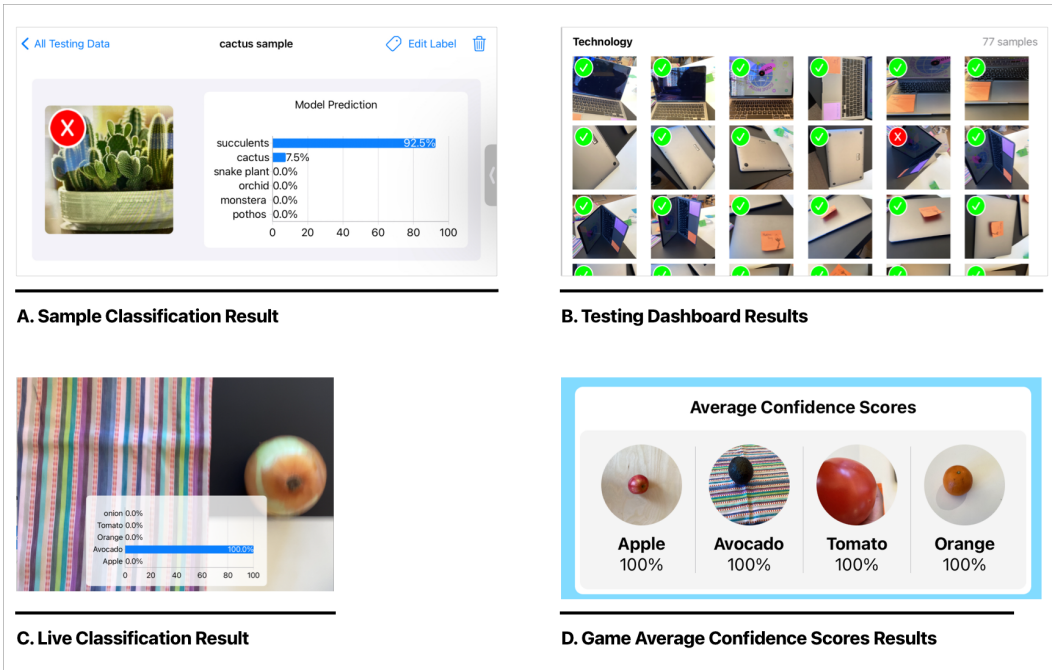 All Testing Data
cactus sample
Edit Label
X
Model Prediction
succulents 92.5%
cactus 7.5%
snake plant 0.0%
orchid 0.0%
monstera 0.0%
pothos 0.0%
0 20 40 60 80 100
A. Sample Classification Result
Technology
77 samples
X
B. Testing Dashboard Results
onion 0.0%
Tomato 0.0%
Orange 0.0%
Avocado 100.0%
Apple 0.0%
0 20 40 60 80 100
C. Live Classification Result
Average Confidence Scores
Apple Avocado Tomato Orange
100% 100% 100% 100%
D. Game Average Confidence Scores Results